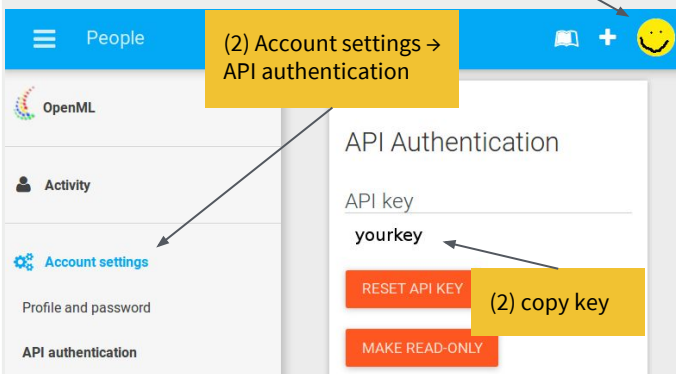 People
(2) Account settings →
API authentication
OpenML
Activity
Account settings
Profile and password
API authentication
API Authentication
API key
yourkey
RESET API KEY
(2) copy key
MAKE READ-ONLY